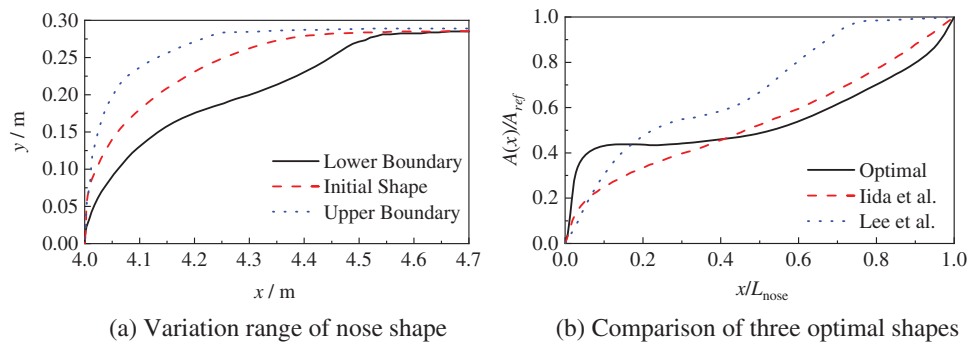 0.30
0.25
0.20
0.15
0.10
0.05
0.00
y / m
Lower Boundary
Initial Shape
Upper Boundary
4.0 4.1 4.2 4.3 4.4 4.5 4.6 4.7
x / m
(a) Variation range of nose shape
1.0
0.8
0.6
0.4
0.2
0.0
A(x)/A_ref
Optimal
Iida et al.
Lee et al.
0.0 0.2 0.4 0.6 0.8 1.0
x/L_nose
(b) Comparison of three optimal shapes